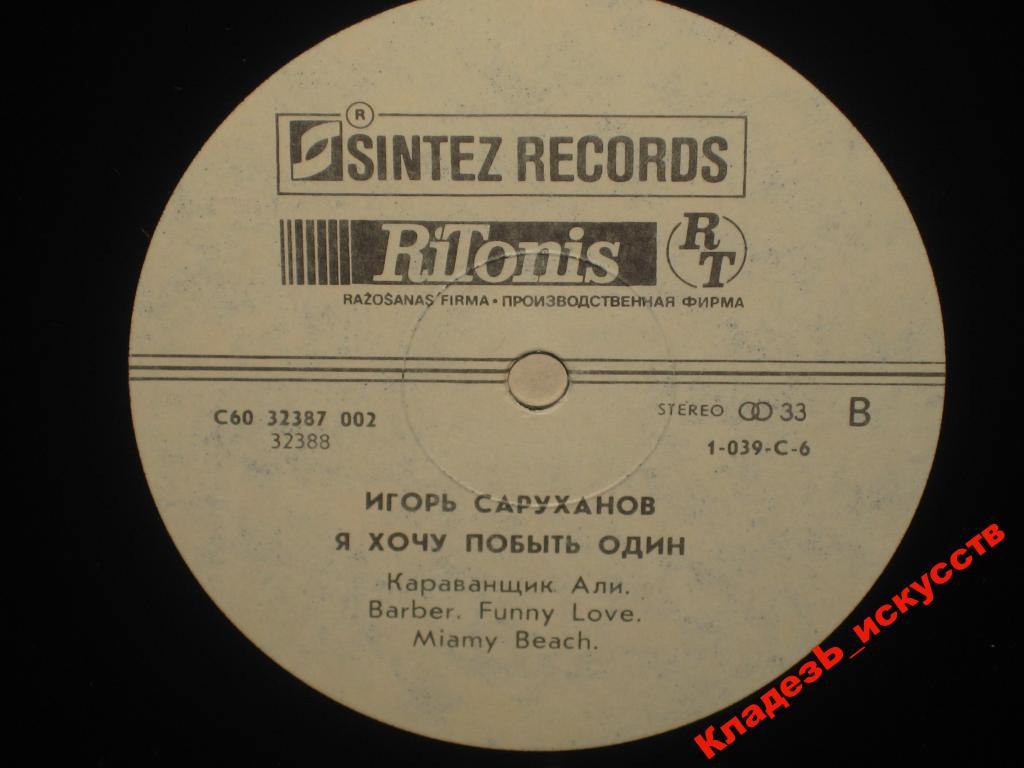 ®
SINTEZ RECORDS
RiTonis RT
RAŽOŠANAS FIRMA • ПРОИЗВОДСТВЕННАЯ ФИРМА
С60 32387 002
32388
STEREO 33 B
1-039-С-6
ИГОРЬ САРУХАНОВ
Я ХОЧУ ПОБЫТЬ ОДИН
Караванщик Али.
Barber. Funny Love.
Miamy Beach.
Кладезь_искусств